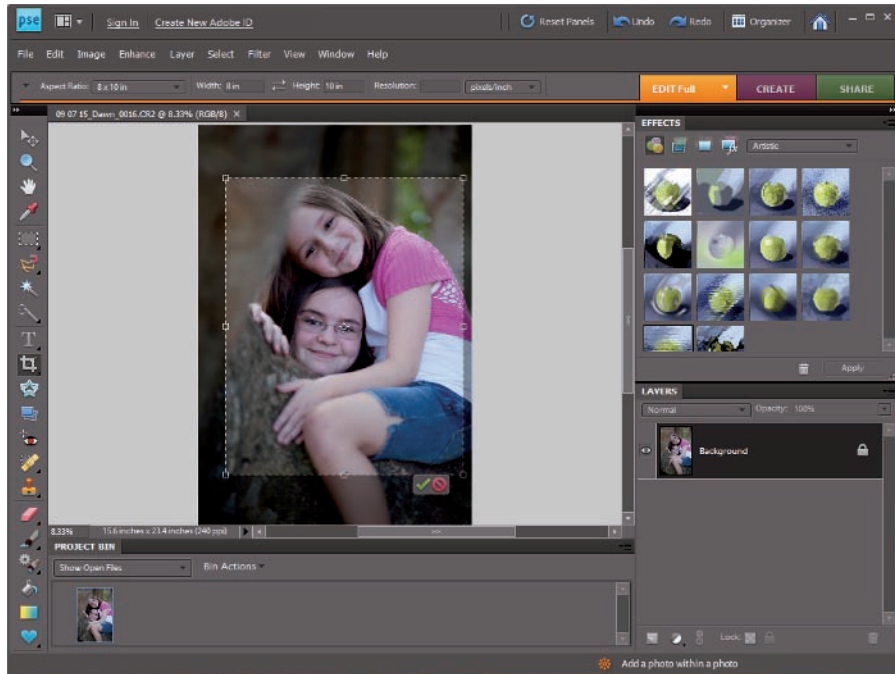 pse Sign In Create New Adobe ID Reset Panels Undo Redo Organizer
File Edit Image Enhance Layer Select Filter View Window Help
Aspect Ratio: 8 x 10 in Width: 8 in Height: 10 in Resolution: pixels/inch EDIT Full CREATE SHARE
09 07 15_Dawn_0016.CR2 @ 8.33% (RGB/8) ×
EFFECTS
Artistic
Apply
LAYERS
Normal Opacity: 100%
Background
8.33% 15.6 inches x 23.4 inches (240 ppi)
PROJECT BIN
Show Open Files Bin Actions
Lock:
Add a photo within a photo